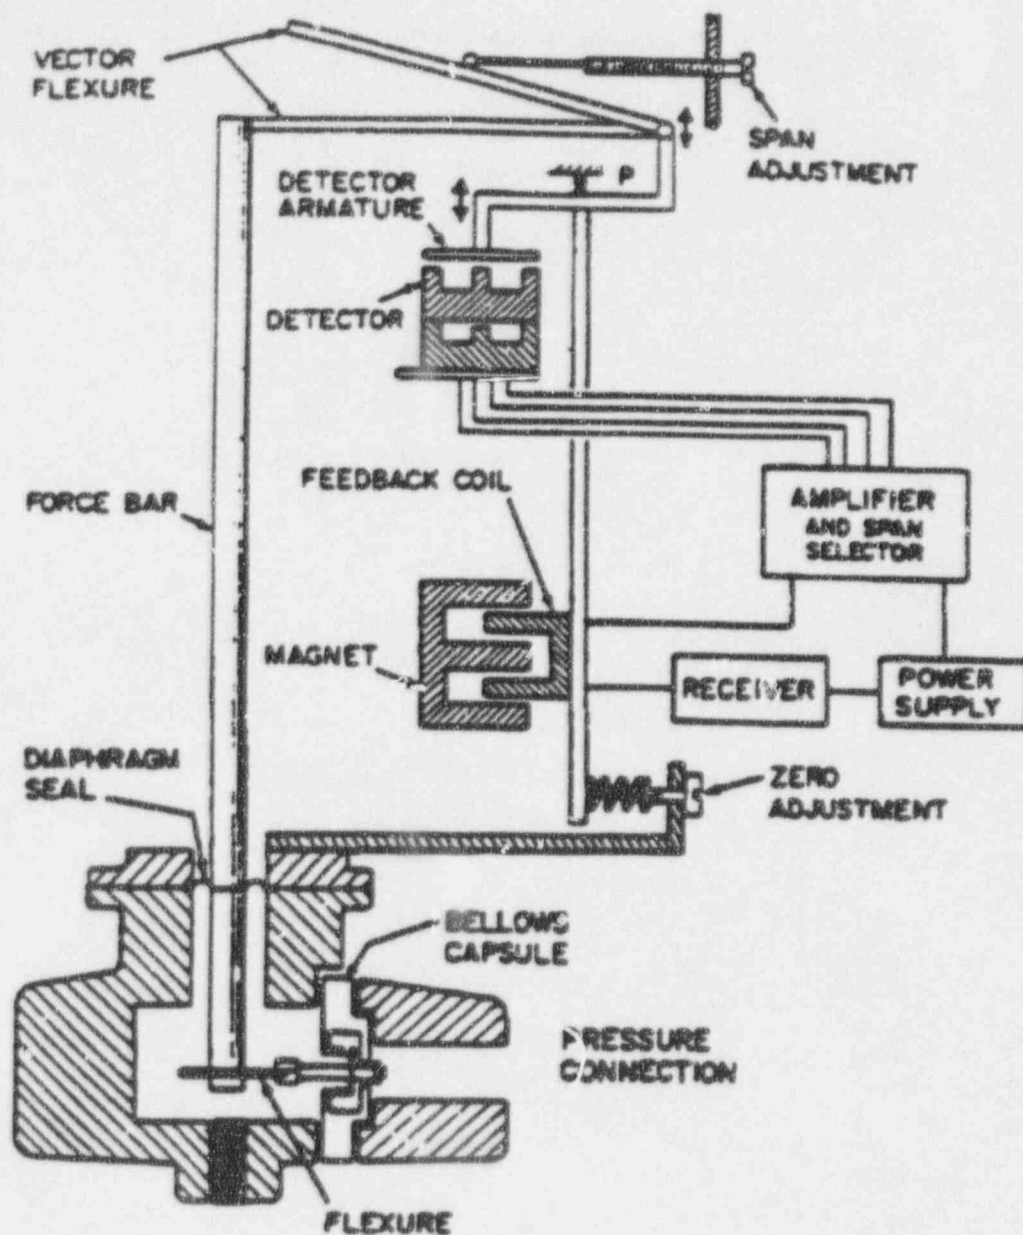 VECTOR
FLEXURE
SPAN
ADJUSTMENT
P
DETECTOR
ARMATURE
DETECTOR
FORCE BAR
FEEDBACK COIL
AMPLIFIER
AND SPAN
SELECTOR
MAGNET
RECEIVER
POWER
SUPPLY
DIAPHRAGM
SEAL
ZERO
ADJUSTMENT
BELLOWS
CAPSULE
PRESSURE
CONNECTION
FLEXURE